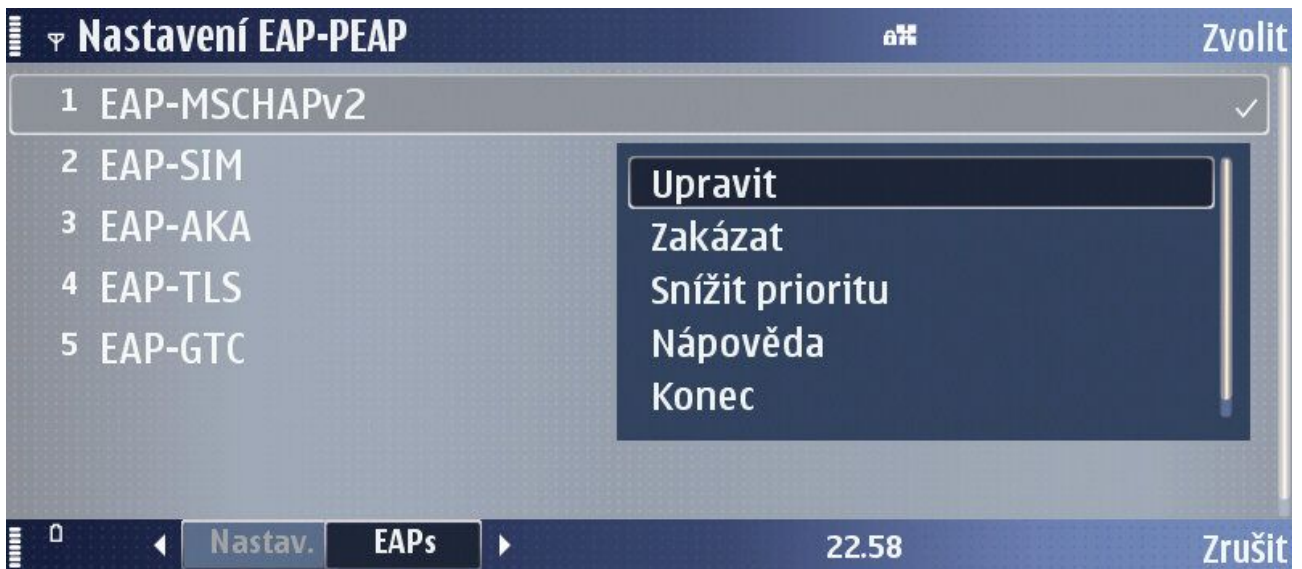 Nastavení EAP-PEAP
Zvolit
1 EAP-MSCHAPv2
2 EAP-SIM
3 EAP-AKA
4 EAP-TLS
5 EAP-GTC
Upravit
Zakázat
Snížit prioritu
Nápověda
Konec
Nastav.
EAPs
22.58
Zrušit